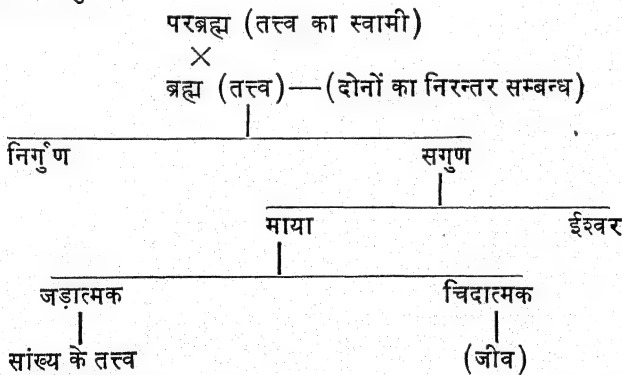 परब्रह्म (तत्त्व का स्वामी)
×
ब्रह्म (तत्त्व)—(दोनों का निरन्तर सम्बन्ध)
निर्गुण सगुण
माया ईश्वर
जड़ात्मक चिदात्मक
सांख्य के तत्त्व (जीव)